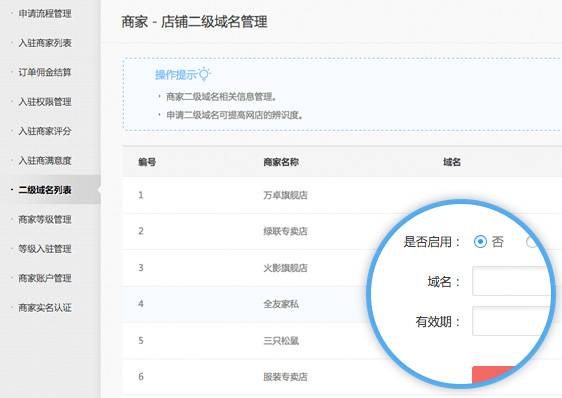 申请流程管理
入驻商家列表
订单佣金结算
入驻权限管理
入驻商家评分
入驻商满意度
二级域名列表
商家等级管理
等级入驻管理
商家账户管理
商家实名认证
商家 - 店铺二级域名管理
操作提示
商家二级域名相关信息管理。
申请二级域名可提高网店的辨识度。
编号 商家名称 域名
1 万卓旗舰店
2 绿联专卖店
3 火影旗舰店
4 全友家私
5 三只松鼠
6 服装专卖店
是否启用： 否
域名：
有效期：